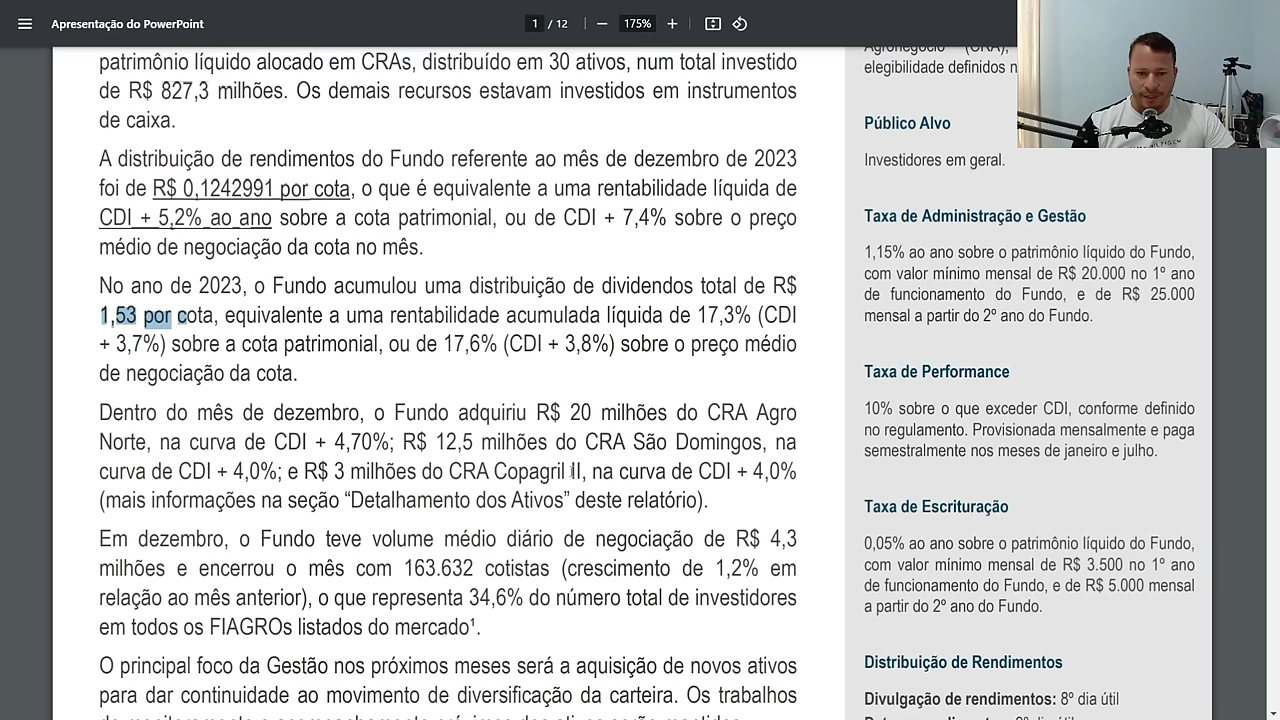 Apresentação do PowerPoint
1 / 12
175%
patrimônio líquido alocado em CRAs, distribuído em 30 ativos, num total investido
de R$ 827,3 milhões. Os demais recursos estavam investidos em instrumentos
de caixa.
A distribuição de rendimentos do Fundo referente ao mês de dezembro de 2023
foi de R$ 0,1242991 por cota, o que é equivalente a uma rentabilidade líquida de
CDI + 5,2% ao ano sobre a cota patrimonial, ou de CDI + 7,4% sobre o preço
médio de negociação da cota no mês.
No ano de 2023, o Fundo acumulou uma distribuição de dividendos total de R$
1,53 por cota, equivalente a uma rentabilidade acumulada líquida de 17,3% (CDI
+ 3,7%) sobre a cota patrimonial, ou de 17,6% (CDI + 3,8%) sobre o preço médio
de negociação da cota.
Dentro do mês de dezembro, o Fundo adquiriu R$ 20 milhões do CRA Agro
Norte, na curva de CDI + 4,70%; R$ 12,5 milhões do CRA São Domingos, na
curva de CDI + 4,0%; e R$ 3 milhões do CRA Copagril II, na curva de CDI + 4,0%
(mais informações na seção “Detalhamento dos Ativos” deste relatório).
Em dezembro, o Fundo teve volume médio diário de negociação de R$ 4,3
milhões e encerrou o mês com 163.632 cotistas (crescimento de 1,2% em
relação ao mês anterior), o que representa 34,6% do número total de investidores
em todos os FIAGROs listados do mercado¹.
O principal foco da Gestão nos próximos meses será a aquisição de novos ativos
para dar continuidade ao movimento de diversificação da carteira. Os trabalhos
Agronegócio (CRA),
elegibilidade definidos n
Público Alvo
Investidores em geral.
Taxa de Administração e Gestão
1,15% ao ano sobre o patrimônio líquido do Fundo,
com valor mínimo mensal de R$ 20.000 no 1º ano
de funcionamento do Fundo, e de R$ 25.000
mensal a partir do 2º ano do Fundo.
Taxa de Performance
10% sobre o que exceder CDI, conforme definido
no regulamento. Provisionada mensalmente e paga
semestralmente nos meses de janeiro e julho.
Taxa de Escrituração
0,05% ao ano sobre o patrimônio líquido do Fundo,
com valor mínimo mensal de R$ 3.500 no 1º ano
de funcionamento do Fundo, e de R$ 5.000 mensal
a partir do 2º ano do Fundo.
Distribuição de Rendimentos
Divulgação de rendimentos: 8º dia útil